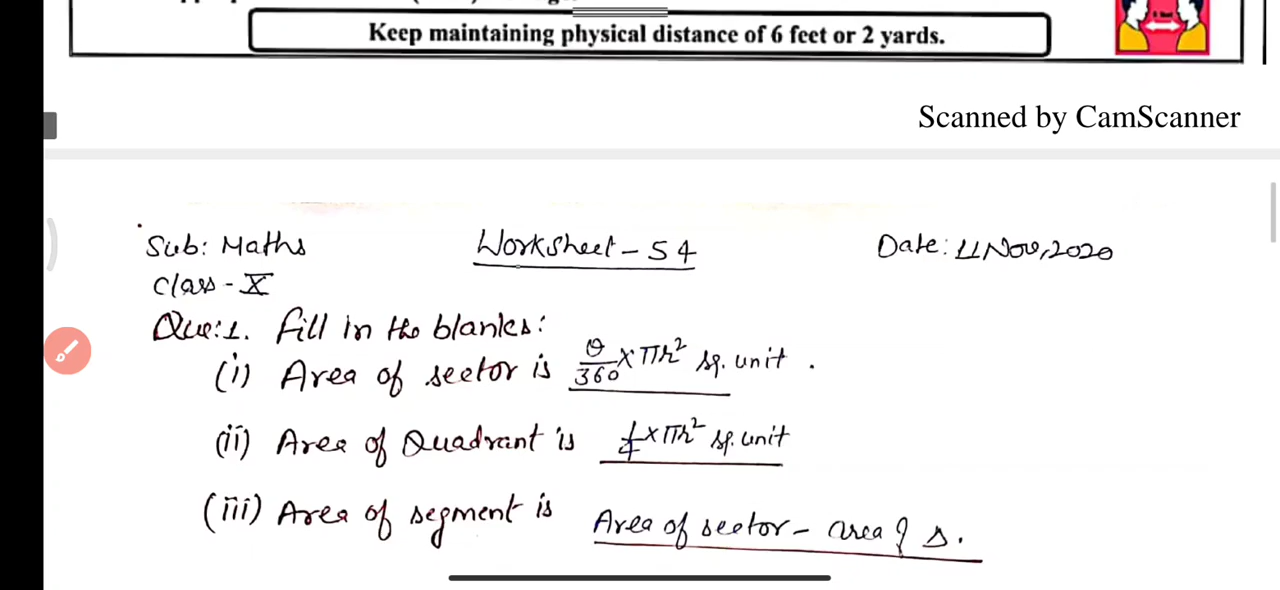 Keep maintaining physical distance of 6 feet or 2 yards.
Scanned by CamScanner
Sub: Maths Worksheet-54 Date: 11 Nov, 2020
Class - X
Que:1. Fill in the blanks:
(i) Area of sector is θ/360 × πr² sq. unit.
(ii) Area of Quadrant is 1/4 × πr² sq. unit
(iii) Area of segment is Area of sector - area of Δ.